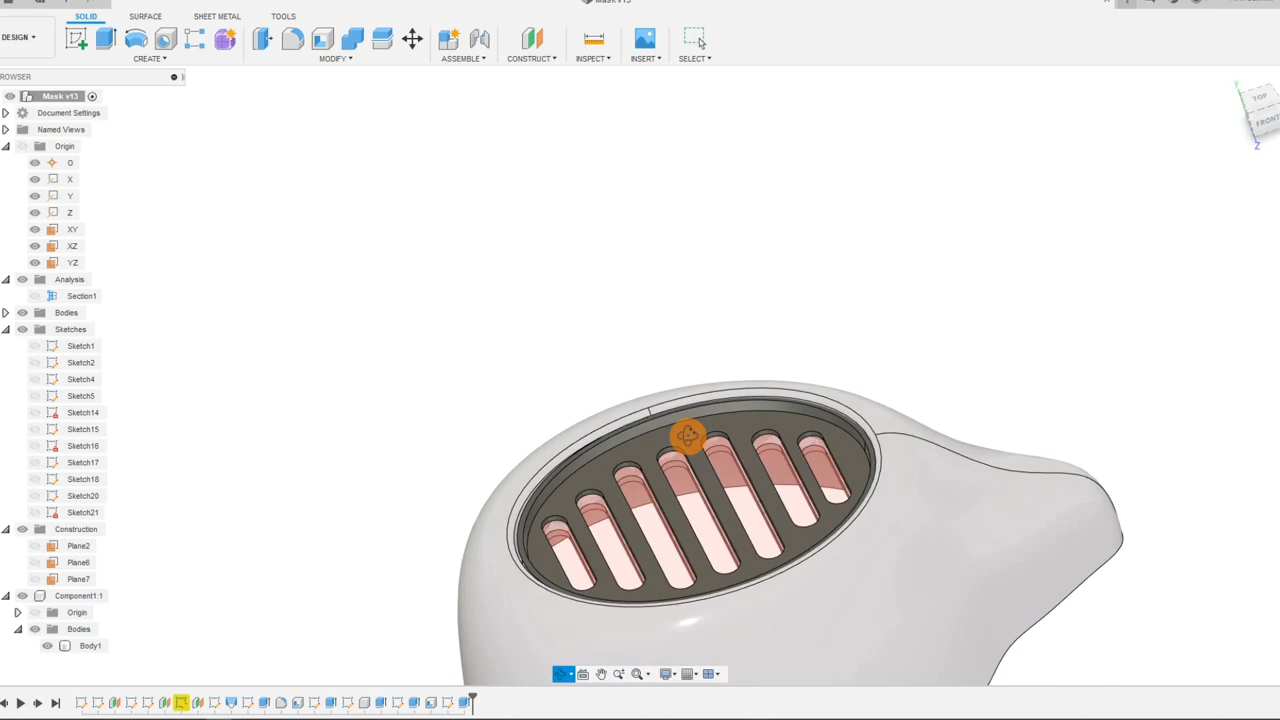 Mask v13
SOLID SURFACE SHEET METAL TOOLS
DESIGN
CREATE MODIFY ASSEMBLE CONSTRUCT INSPECT INSERT SELECT
ROWSER
Mask v13
Document Settings
Named Views
Origin
O
X
Y
Z
XY
XZ
YZ
Analysis
Section1
Bodies
Sketches
Sketch1
Sketch2
Sketch4
Sketch5
Sketch14
Sketch15
Sketch16
Sketch17
Sketch18
Sketch20
Sketch21
Construction
Plane2
Plane6
Plane7
Component1:1
Origin
Bodies
Body1
Y
TOP
FRONT
Z